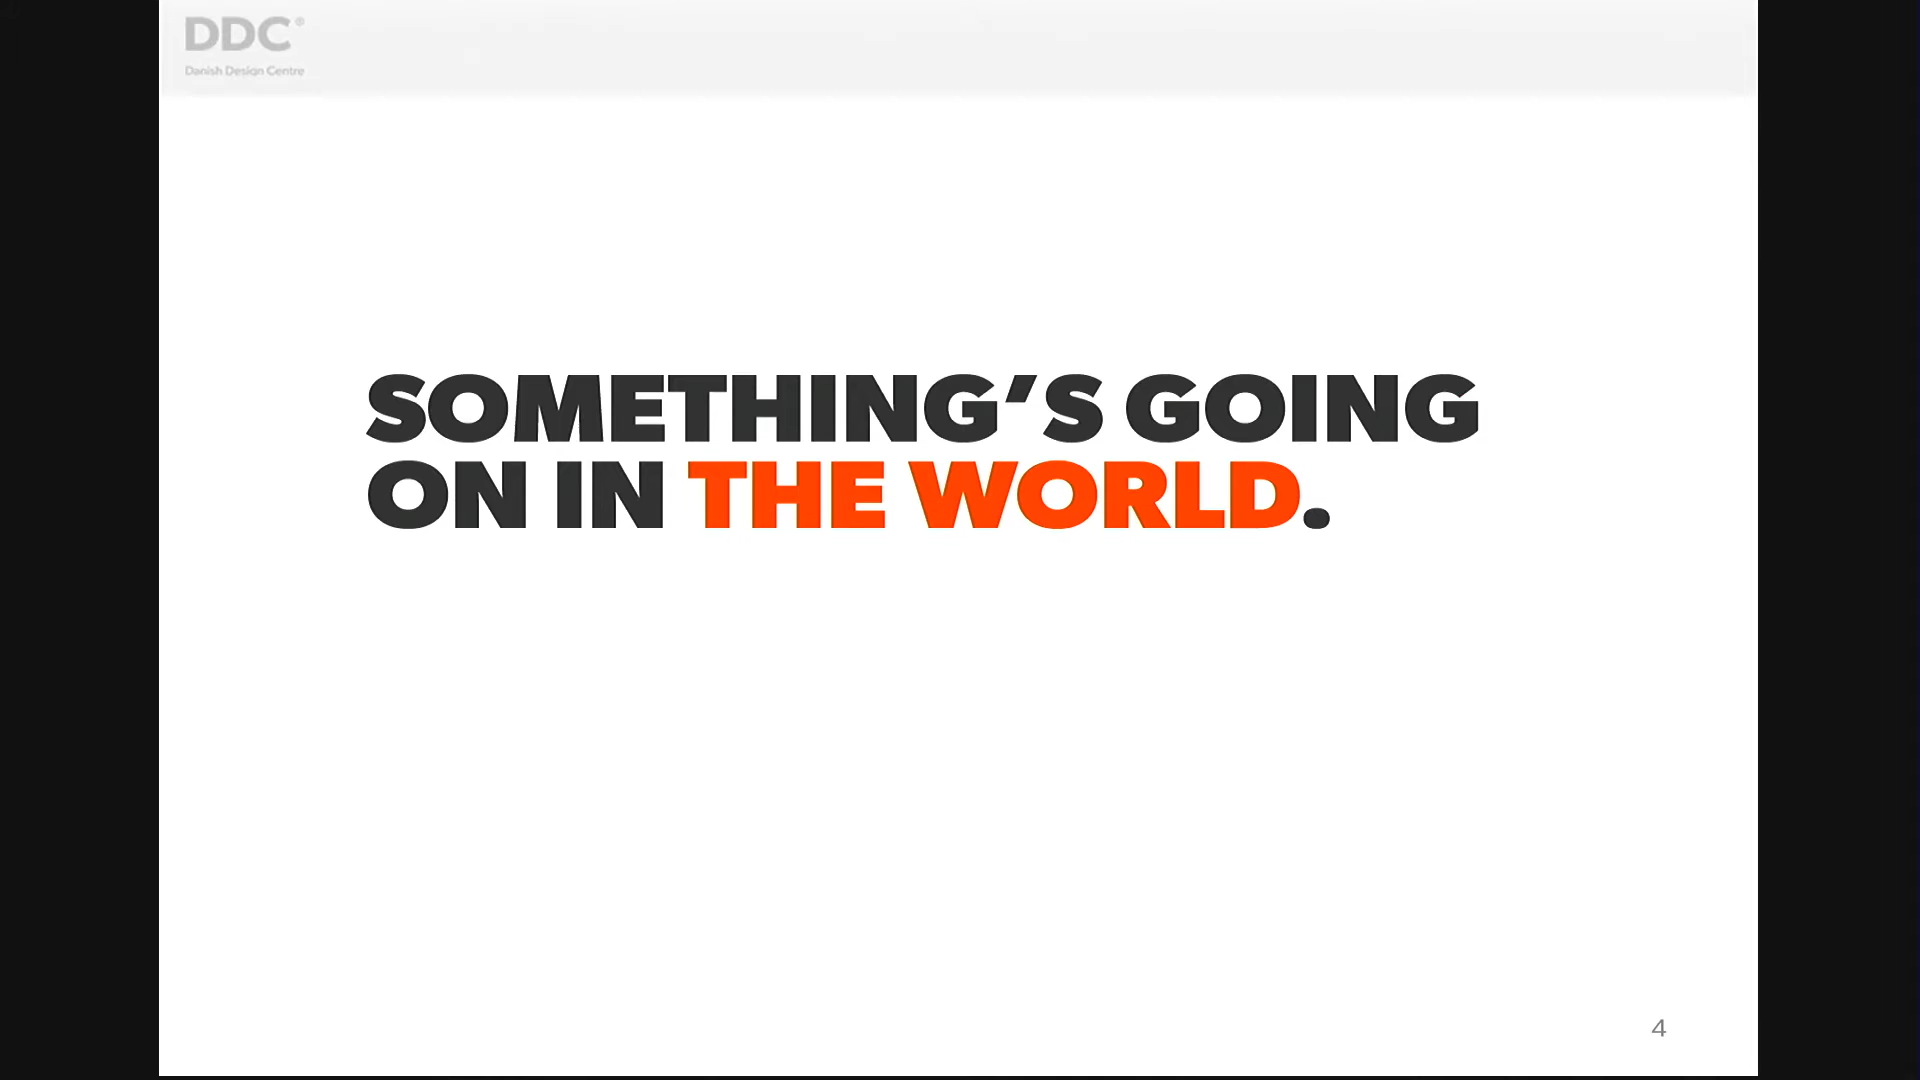 DDC®
Danish Design Centre
SOMETHING’S GOING
ON IN THE WORLD.
4